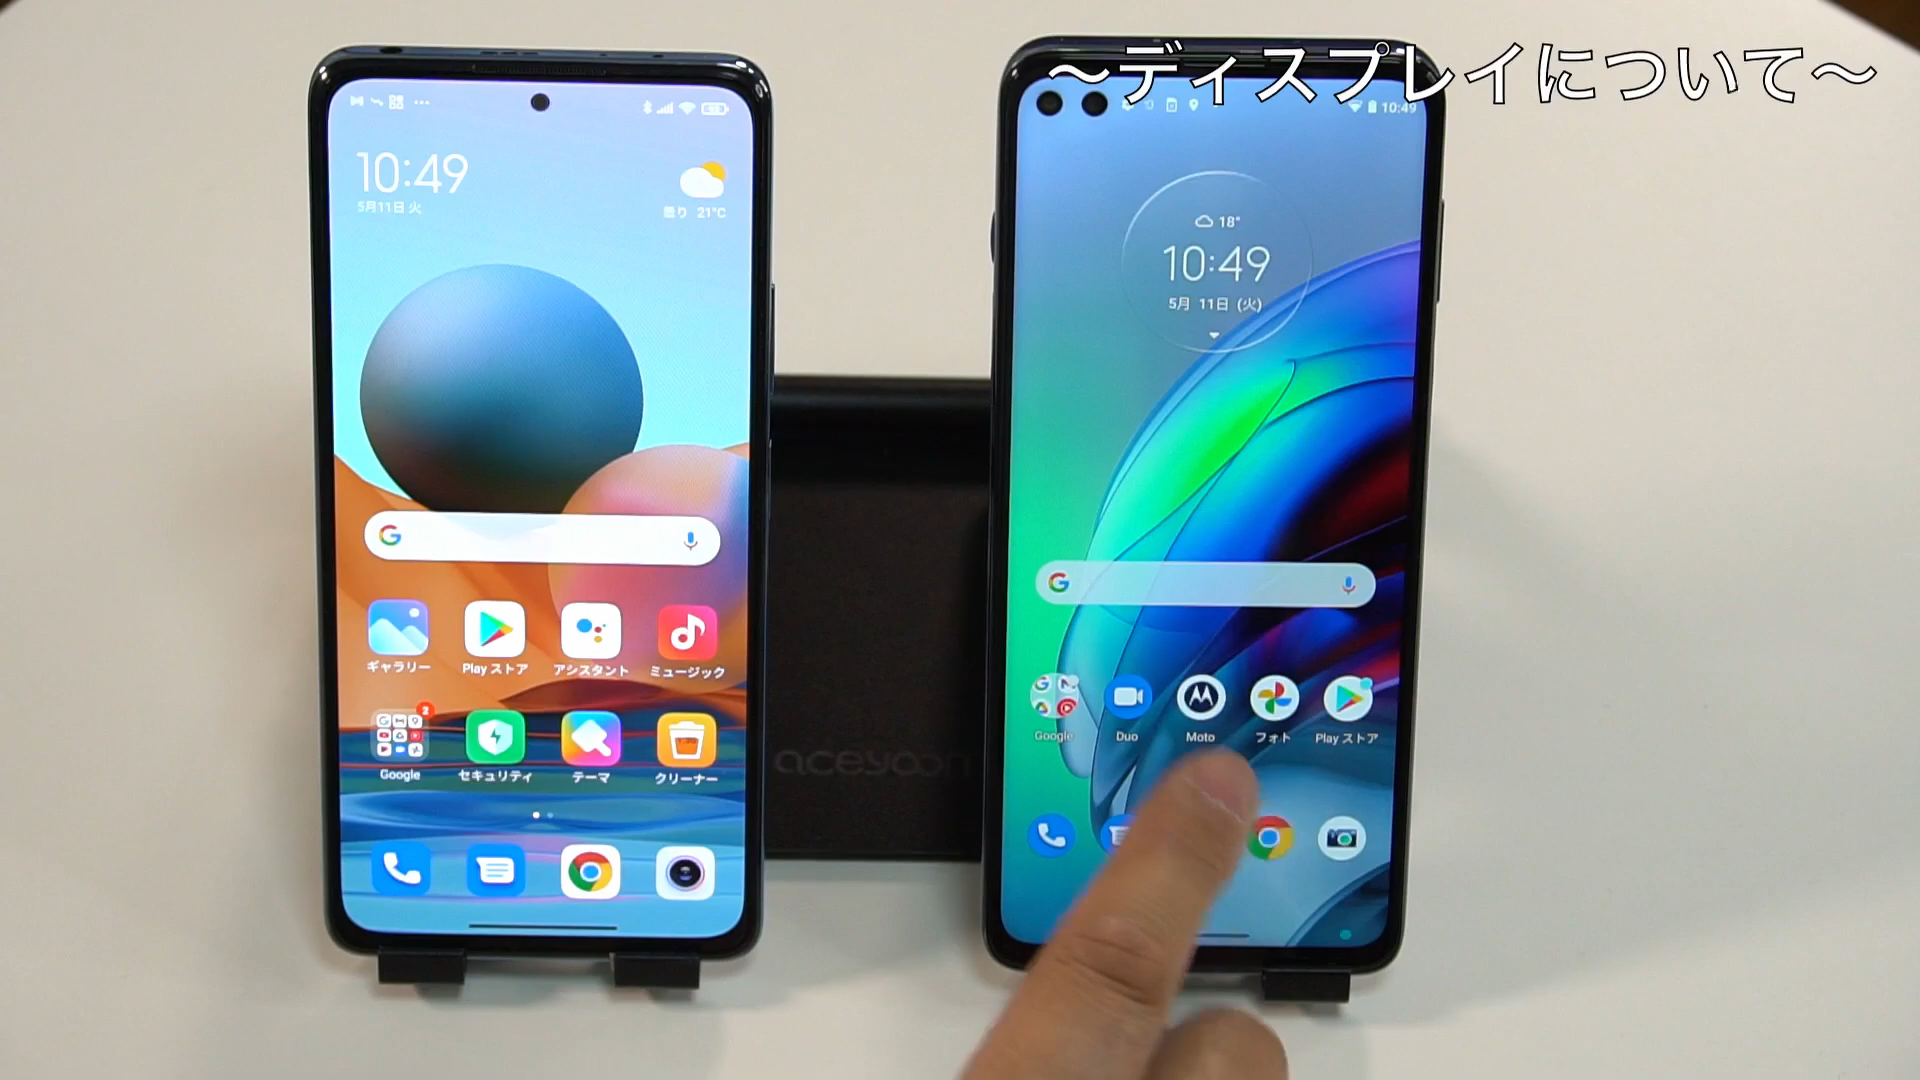 〜ディスプレイについて〜
10:49
5月11日 火
曇り 21°C
ギャラリー
Play ストア
アシスタント
ミュージック
2
Google
セキュリティ
テーマ
クリーナー
10:49
18°
10:49
5月 11日 (火)
Google
Duo
Moto
フォト
Play ストア
aceyoon